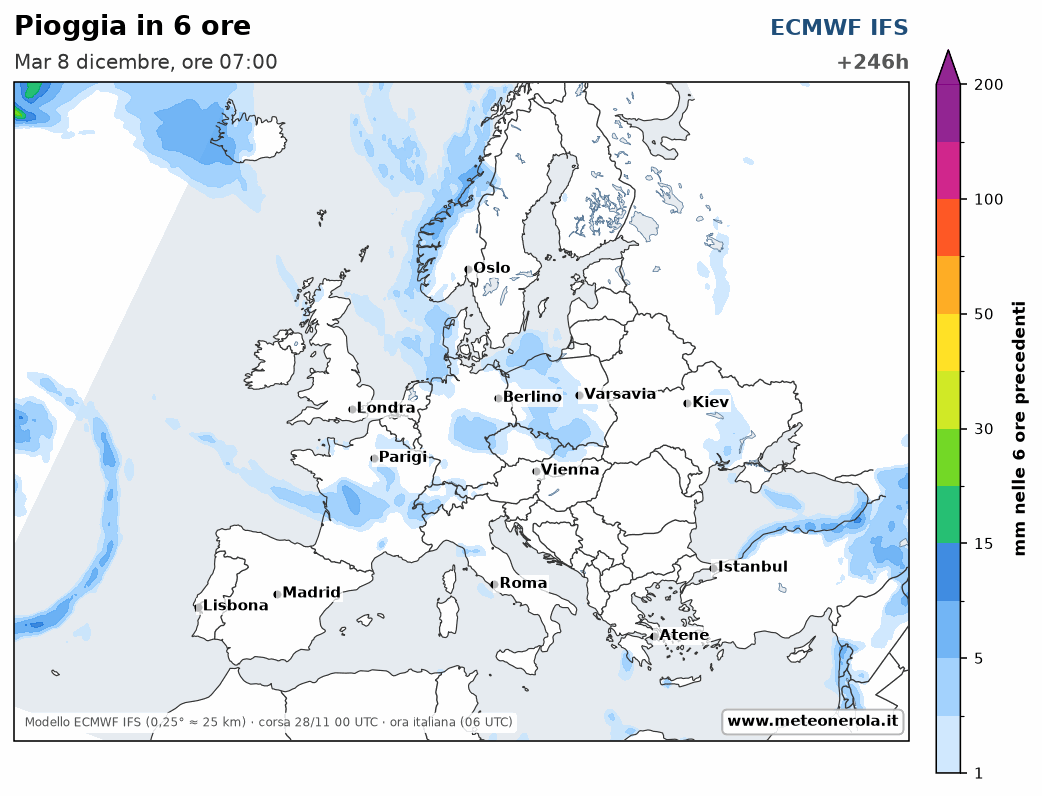 Pioggia in 6 ore
ECMWF IFS
Mar 8 dicembre, ore 07:00
+246h
200
100
50
30
15
5
1
mm nelle 6 ore precedenti
Oslo
Berlino
Varsavia
Kiev
Londra
Parigi
Vienna
Istanbul
Roma
Madrid
Lisbona
Atene
Modello ECMWF IFS (0,25° ≈ 25 km) · corsa 28/11 00 UTC · ora italiana (06 UTC)
www.meteonerola.it